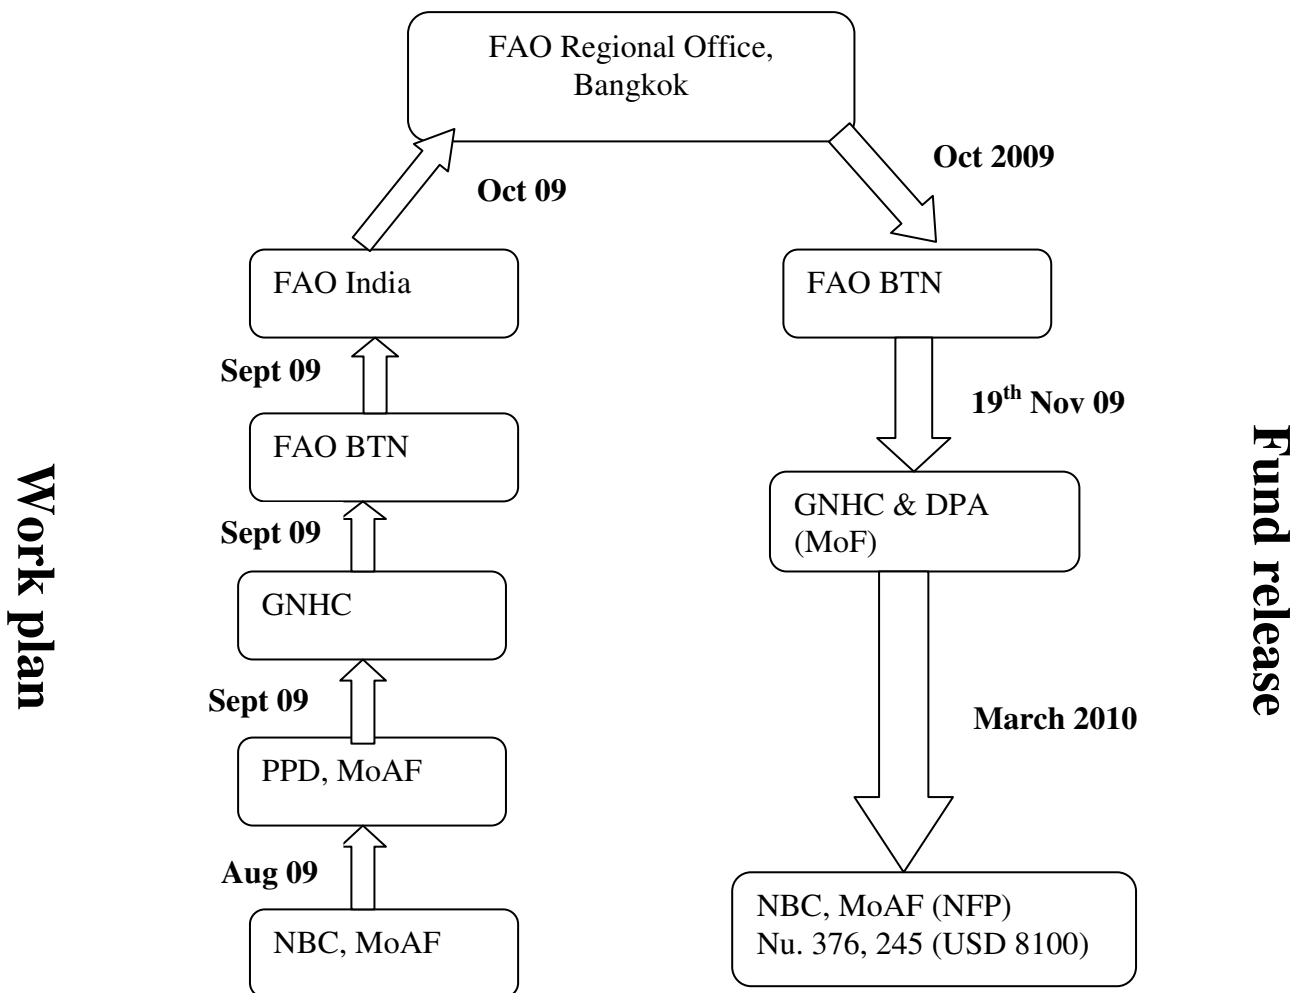 FAO Regional Office,
Bangkok
Oct 09
Oct 2009
FAO India
FAO BTN
Sept 09
19th Nov 09
FAO BTN
GNHC & DPA
(MoF)
Sept 09
GNHC
Sept 09
March 2010
PPD, MoAF
Aug 09
NBC, MoAF
NBC, MoAF (NFP)
Nu. 376, 245 (USD 8100)
Work plan
Fund release